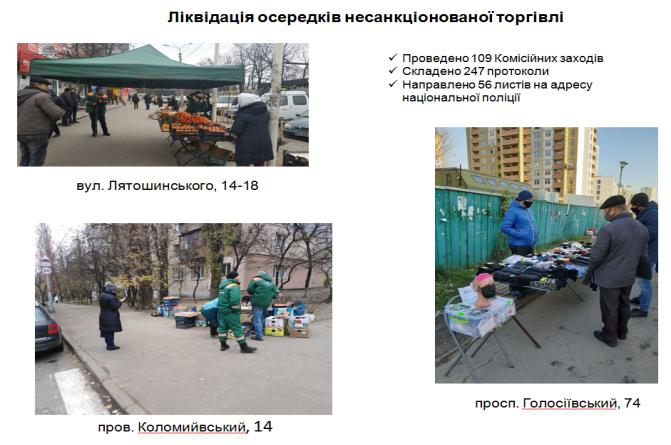 Ліквідація осередків несанкціонованої торгівлі
✓ Проведено 109 Комісійних заходів
✓ Складено 247 протоколи
✓ Направлено 56 листів на адресу
національної поліції
вул. Лятошинського, 14-18
пров. Коломийвський, 14
просп. Голосіївський, 74